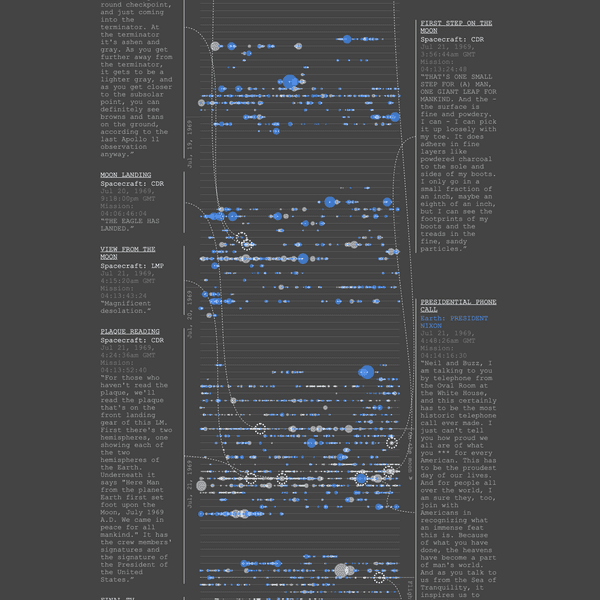 round checkpoint,
and just coming
into the
terminator. At
the terminator
it's ashen and
gray. As you get
further away from
the terminator,
it gets to be a
lighter gray, and
as you get closer
to the subsolar
point, you can
definitely see
browns and tans
on the ground,
according to the
last Apollo 11
observation
anyway."
MOON LANDING
Spacecraft: CDR
Jul 20, 1969,
9:18:00pm GMT
Mission:
04:06:46:04
"THE EAGLE HAS
LANDED."
VIEW FROM THE
MOON
Spacecraft: LMP
Jul 21, 1969,
4:15:20am GMT
Mission:
04:13:43:24
"Magnificent
desolation."
PLAQUE READING
Spacecraft: CDR
Jul 21, 1969,
4:24:36am GMT
Mission:
04:13:52:40
"For those who
haven't read the
plaque, we'll
read the plaque
that's on the
front landing
gear of this LM.
First there's two
hemispheres, one
showing each of
the two
hemispheres of
the Earth.
Underneath it
says "Here Man
from the planet
Earth first set
foot upon the
Moon, July 1969
A.D. We came in
peace for all
mankind." It has
the crew members'
signatures and
the signature of
the President of
the United
States."
Jul. 19, 1969
Jul. 20, 1969
Jul. 21, 1969
FIRST STEP ON THE
MOON
Spacecraft: CDR
Jul 21, 1969,
3:56:44am GMT
Mission:
04:13:24:48
"THAT'S ONE SMALL
STEP FOR (A) MAN,
ONE GIANT LEAP FOR
MANKIND. And the -
the surface is
fine and powdery.
I can - I can pick
it up loosely with
my toe. It does
adhere in fine
layers like
powdered charcoal
to the sole and
sides of my boots.
I only go in a
small fraction of
an inch, maybe an
eighth of an inch,
but I can see the
footprints of my
boots and the
treads in the
fine, sandy
particles."
PRESIDENTIAL PHONE
CALL
Earth: PRESIDENT
NIXON
Jul 21, 1969,
4:48:26am GMT
Mission:
04:14:16:30
"Neil and Buzz, I
am talking to you
by telephone from
the Oval Room at
the White House,
and this certainly
has to be the most
historic telephone
call ever made. I
just can't tell
you how proud we
all are of what
you *** for every
American. This has
to be the proudest
day of our lives.
And for people all
over the world, I
am sure they, too,
join with
Americans in
recognizing what
an immense feat
this is. Because
of what you have
done, the heavens
have become a part
of man's world.
And as you talk to
us from the Sea of
Tranquility, it
inspires us to